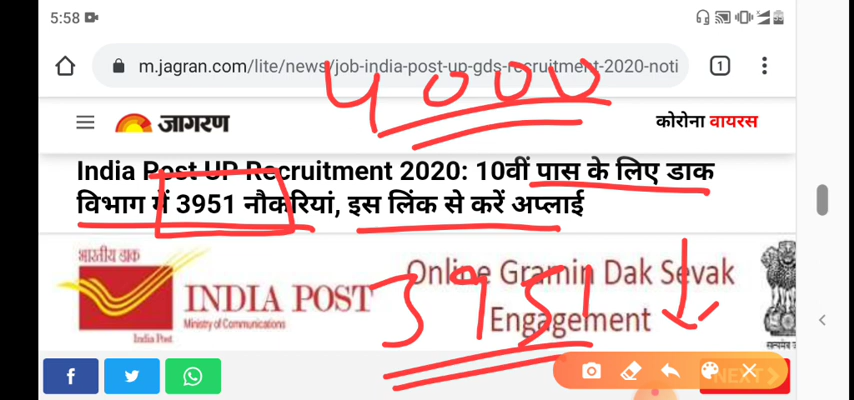 5:58
m.jagran.com/lite/news/job-india-post-up-gds-recruitment-2020-noti
1
4000
जागरण
कोरोना वायरस
India Post UP Recruitment 2020: 10वीं पास के लिए डाक
विभाग में 3951 नौकरियां, इस लिंक से करें अप्लाई
भारतीय डाक
INDIA POST
Ministry of Communications
India Post
Online Gramin Dak Sevak
Engagement
3951
सत्यमेव
f
NEXT